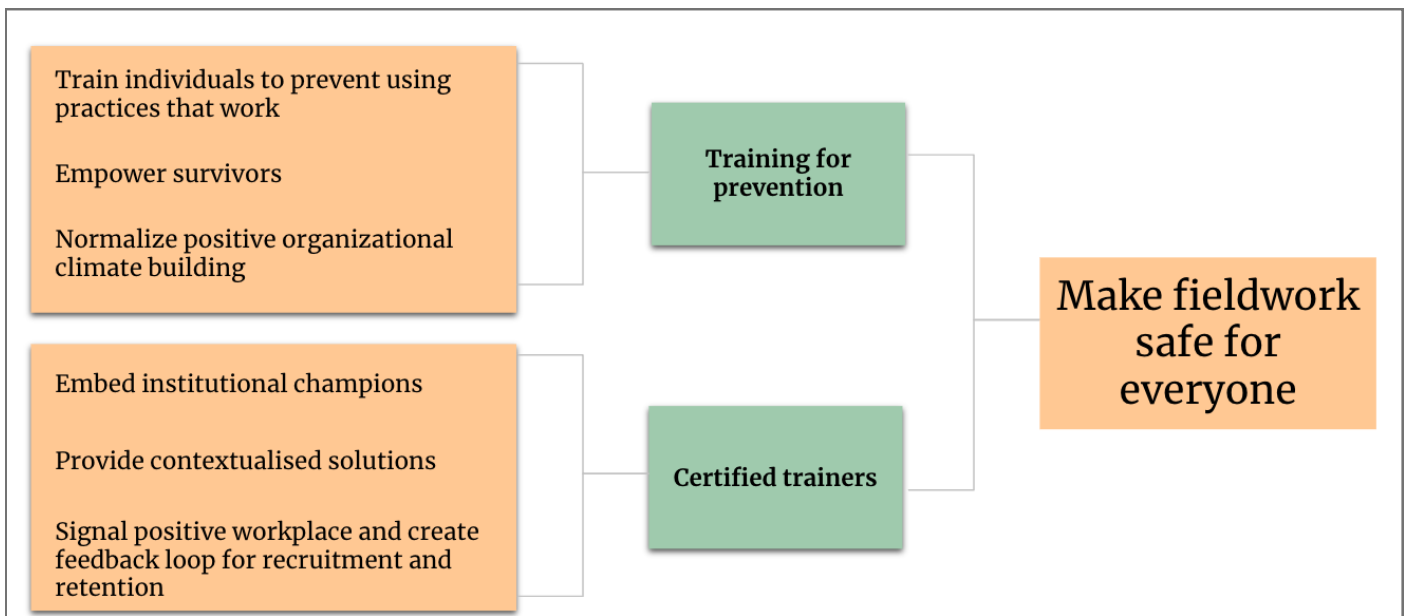 Train individuals to prevent using
practices that work
Empower survivors
Normalize positive organizational
climate building
Training for
prevention
Embed institutional champions
Provide contextualised solutions
Signal positive workplace and create
feedback loop for recruitment and
retention
Certified trainers
Make fieldwork
safe for
everyone